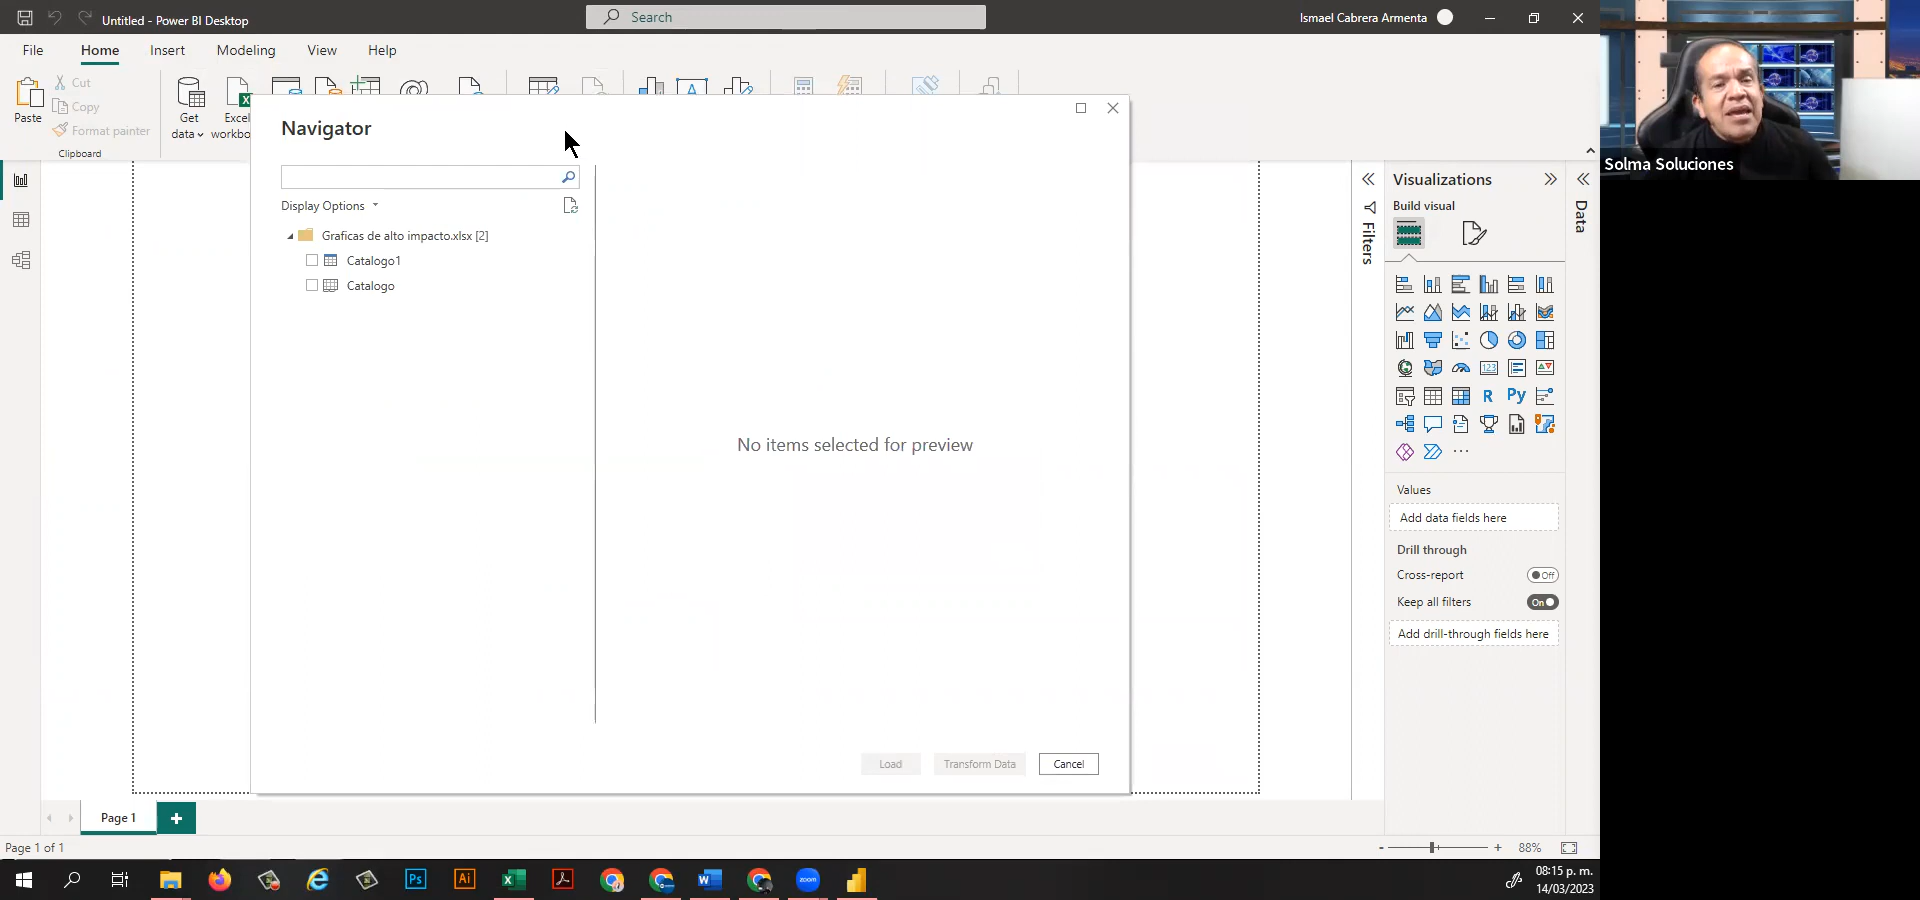 Untitled - Power BI Desktop
Search
Ismael Cabrera Armenta
File
Home
Insert
Modeling
View
Help
Paste
Cut
Copy
Format painter
Clipboard
Get
data
Excel
workbo
Navigator
Display Options
Graficas de alto impacto.xlsx [2]
Catalogo1
Catalogo
No items selected for preview
Load
Transform Data
Cancel
Filters
Visualizations
Build visual
123
R
Py
Values
Add data fields here
Drill through
Cross-report
Off
Keep all filters
On
Add drill-through fields here
Data
Solma Soluciones
Page 1
Page 1 of 1
- + 88%
Ps
Ai
zoom
08:15 p. m.
14/03/2023